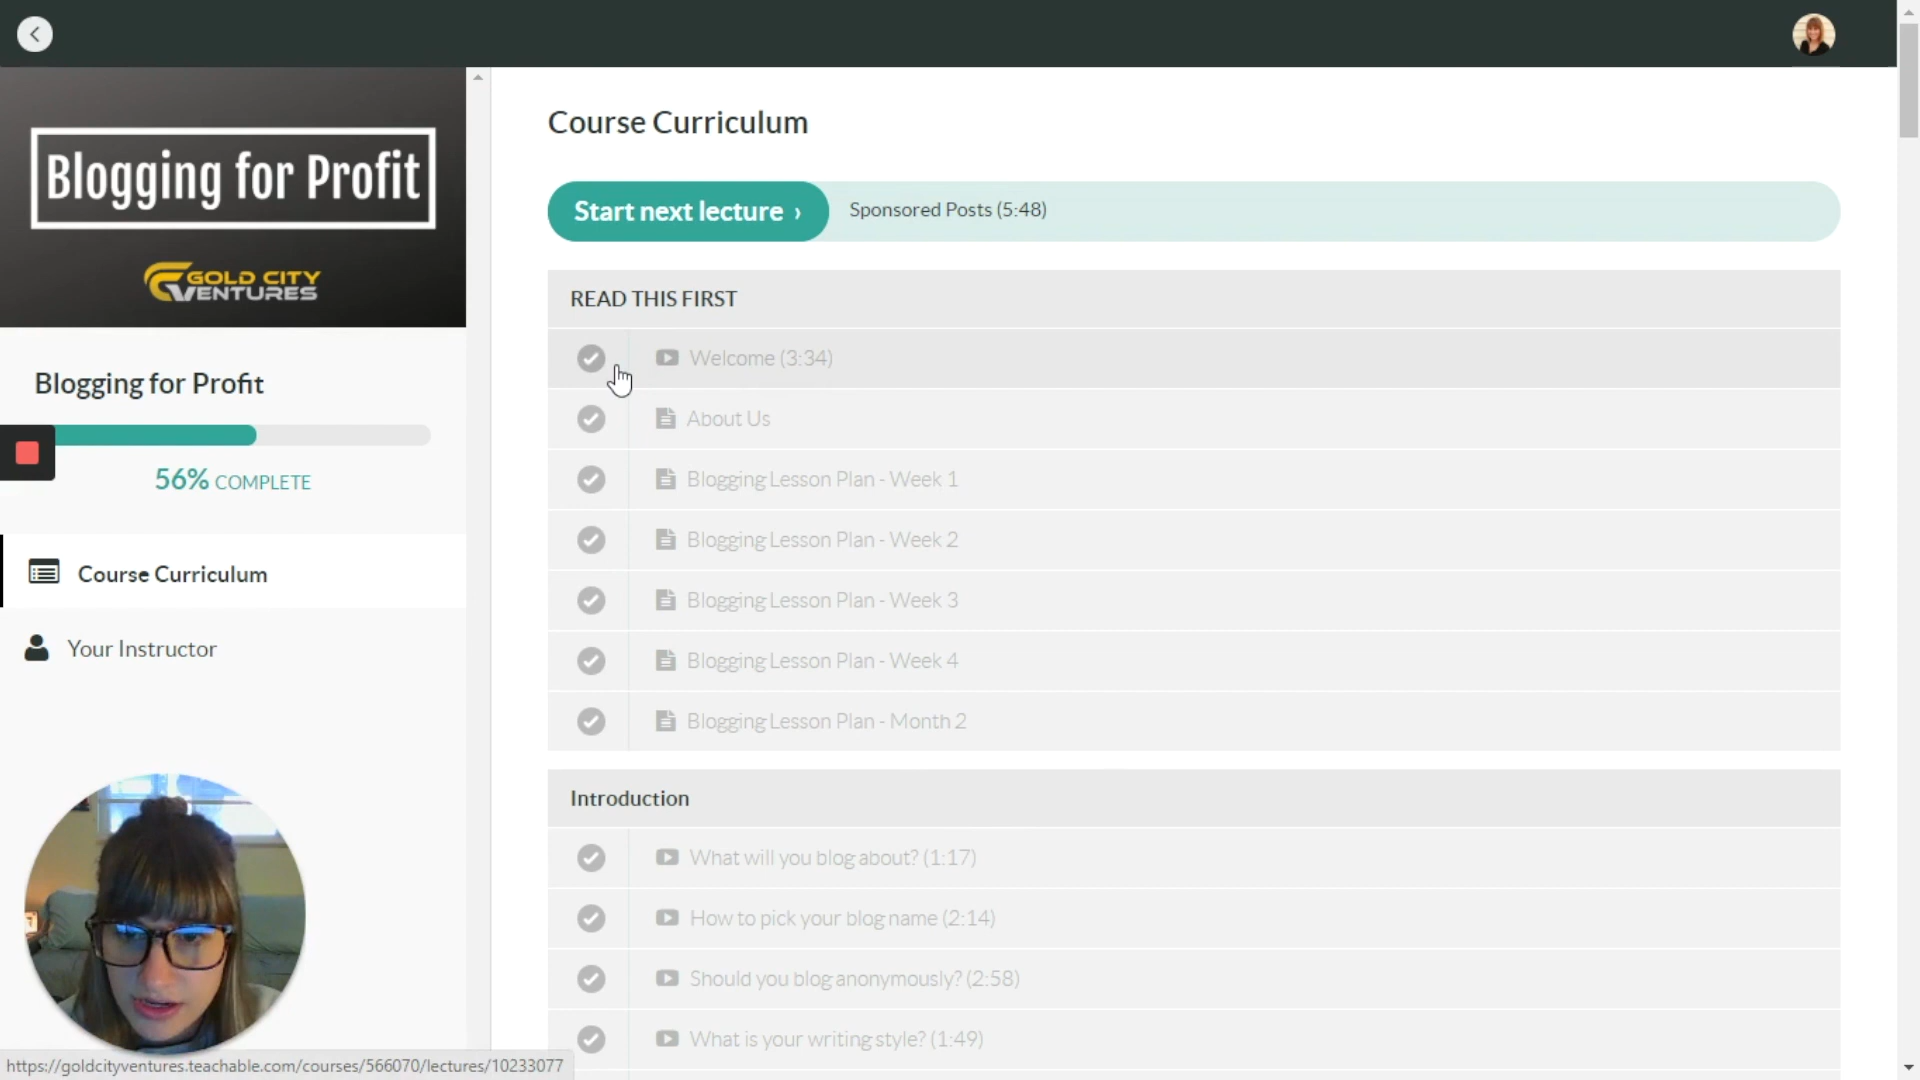 Blogging for Profit
GOLD CITY
VENTURES
Blogging for Profit
56% COMPLETE
Course Curriculum
Your Instructor
Course Curriculum
Start next lecture ›
Sponsored Posts (5:48)
READ THIS FIRST
Welcome (3:34)
About Us
Blogging Lesson Plan - Week 1
Blogging Lesson Plan - Week 2
Blogging Lesson Plan - Week 3
Blogging Lesson Plan - Week 4
Blogging Lesson Plan - Month 2
Introduction
What will you blog about? (1:17)
How to pick your blog name (2:14)
Should you blog anonymously? (2:58)
What is your writing style? (1:49)
https://goldcityventures.teachable.com/courses/566070/lectures/10233077